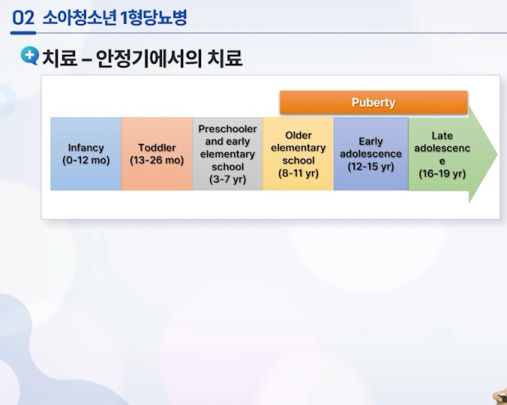 02 소아청소년 1형당뇨병
치료 – 안정기에서의 치료
Puberty
Infancy
(0-12 mo)
Toddler
(13-26 mo)
Preschooler
and early
elementary
school
(3-7 yr)
Older
elementary
school
(8-11 yr)
Early
adolescence
(12-15 yr)
Late
adolescenc
e
(16-19 yr)